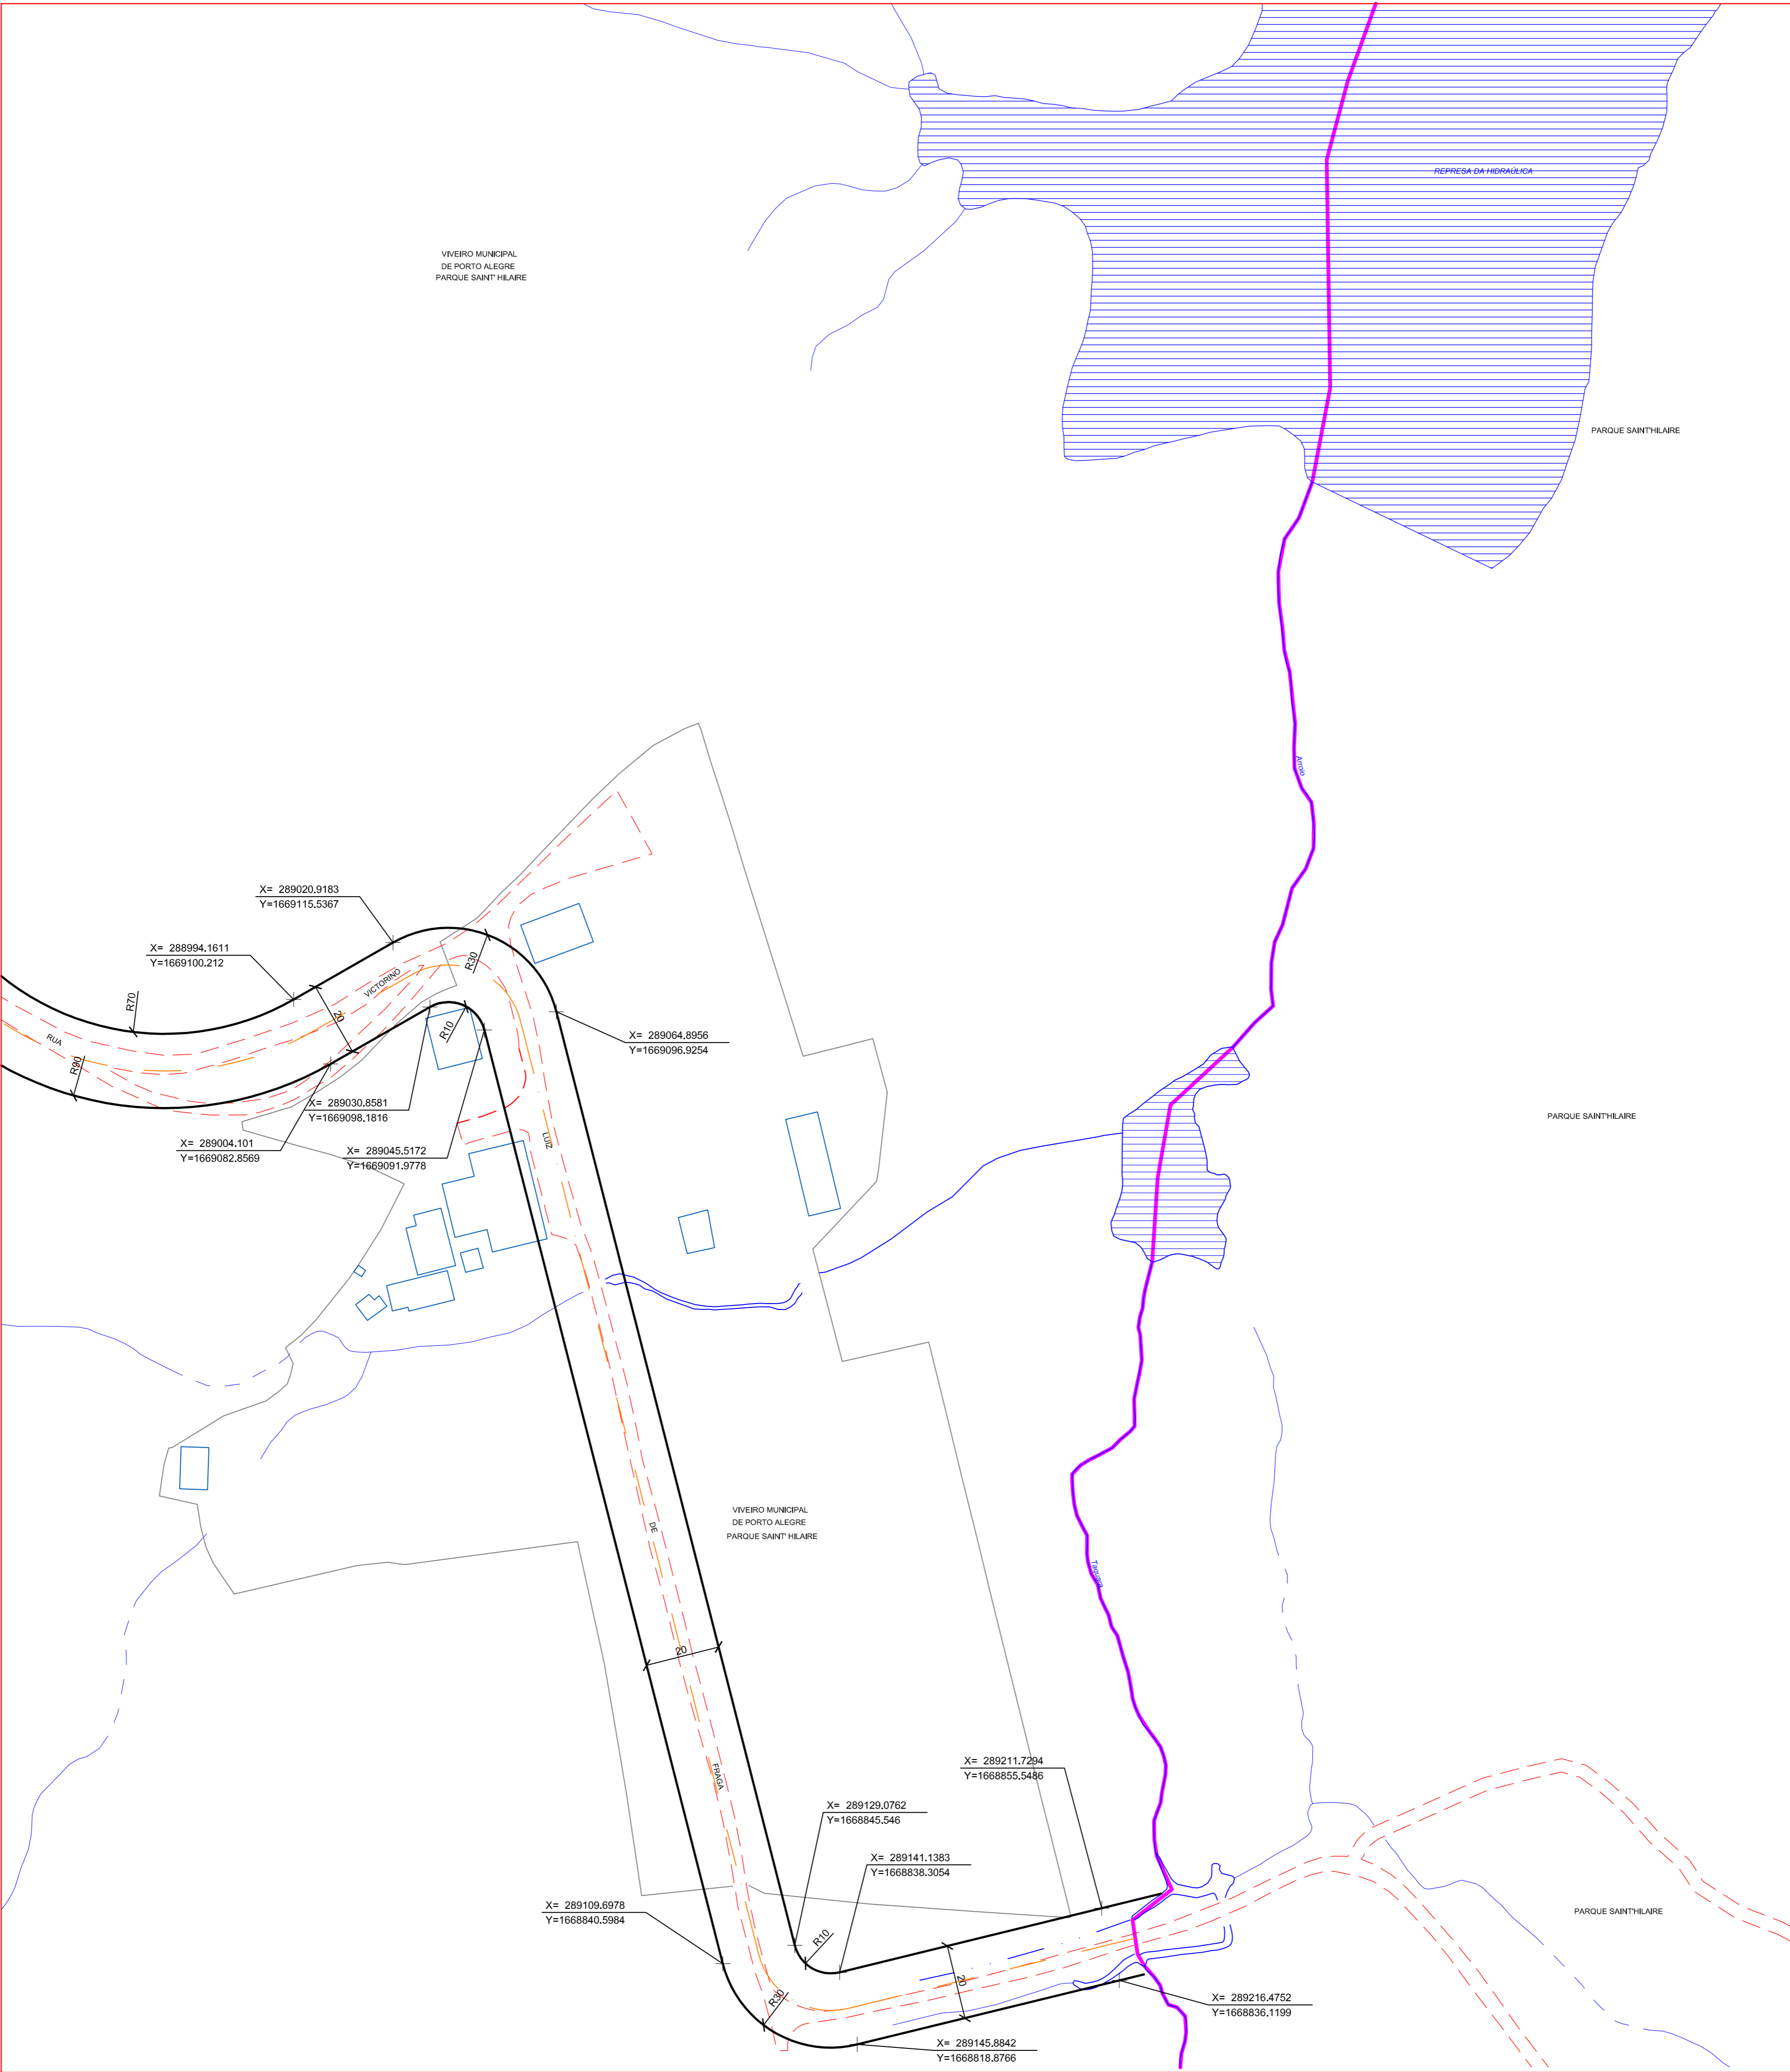 REPRESA DA HIDRAÚLICA
VIVEIRO MUNICIPAL
DE PORTO ALEGRE
PARQUE SAINT' HILAIRE
PARQUE SAINT'HILAIRE
Arroio
X= 289020.9183
Y=1669115.5367
X= 288994.1611
Y=1669100.212
R30
VICTORINO
R70
20
R10
RUA
X= 289064.8956
Y=1669096.9254
R90
X= 289030.8581
Y=1669098.1816
X= 289004.101
Y=1669082.8569
X= 289045.5172
Y=1669091.9778
LUIZ
PARQUE SAINT'HILAIRE
VIVEIRO MUNICIPAL
DE PORTO ALEGRE
PARQUE SAINT' HILAIRE
DE
Taquara
20
FRAGA
X= 289211.7294
Y=1668855.5486
X= 289129.0762
Y=1668845.546
X= 289141.1383
Y=1668838.3054
X= 289109.6978
Y=1668840.5984
PARQUE SAINT'HILAIRE
R10
20
R30
X= 289216.4752
Y=1668836.1199
X= 289145.8842
Y=1668818.8766